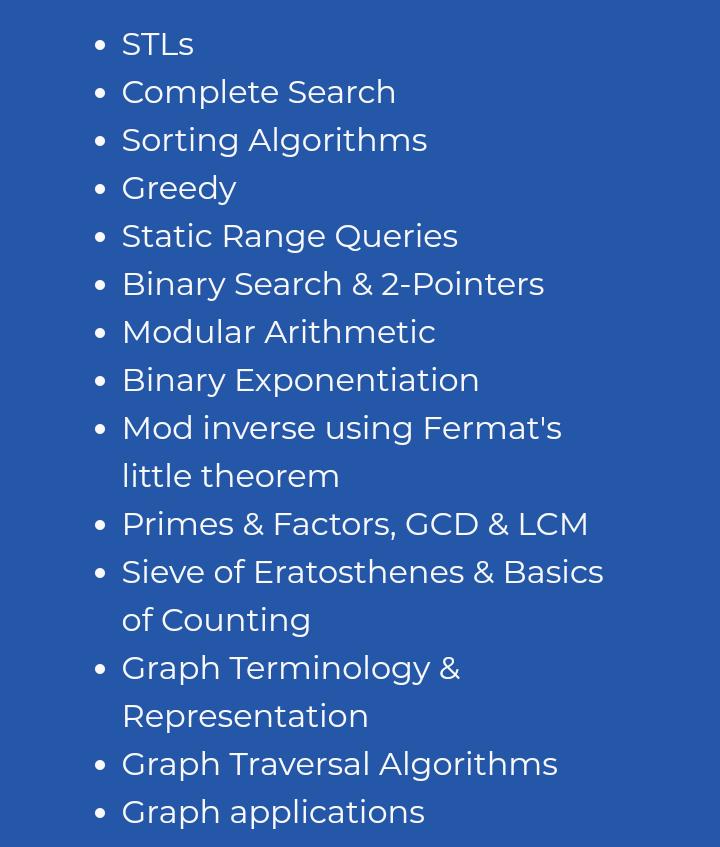 • STLs
• Complete Search
• Sorting Algorithms
• Greedy
• Static Range Queries
• Binary Search & 2-Pointers
• Modular Arithmetic
• Binary Exponentiation
• Mod inverse using Fermat's
little theorem
• Primes & Factors, GCD & LCM
• Sieve of Eratosthenes & Basics
of Counting
• Graph Terminology &
Representation
• Graph Traversal Algorithms
• Graph applications